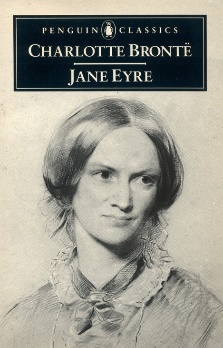 PENGUIN CLASSICS
CHARLOTTE BRONTË
JANE EYRE